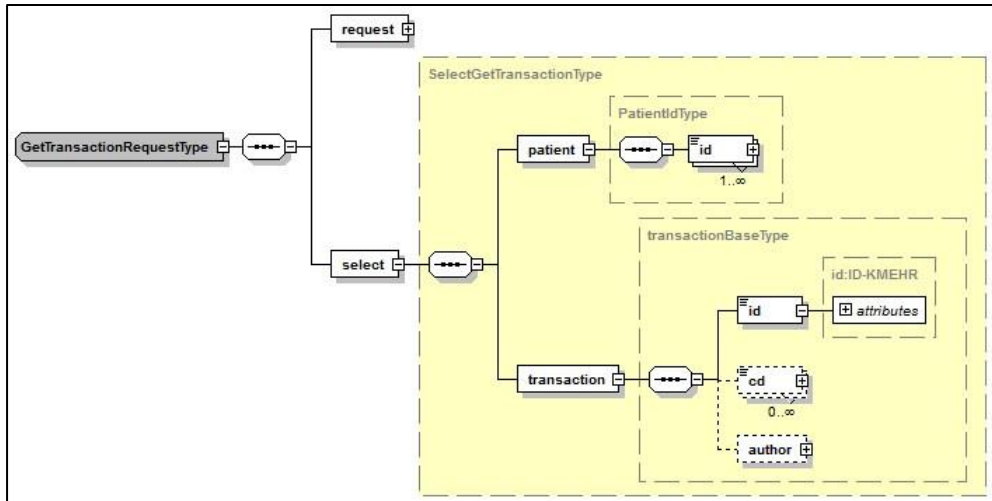 request
SelectGetTransactionType
PatientIdType
GetTransactionRequestType
patient
id
1..∞
transactionBaseType
select
id:ID-KMEHR
id
attributes
transaction
cd
0..∞
author